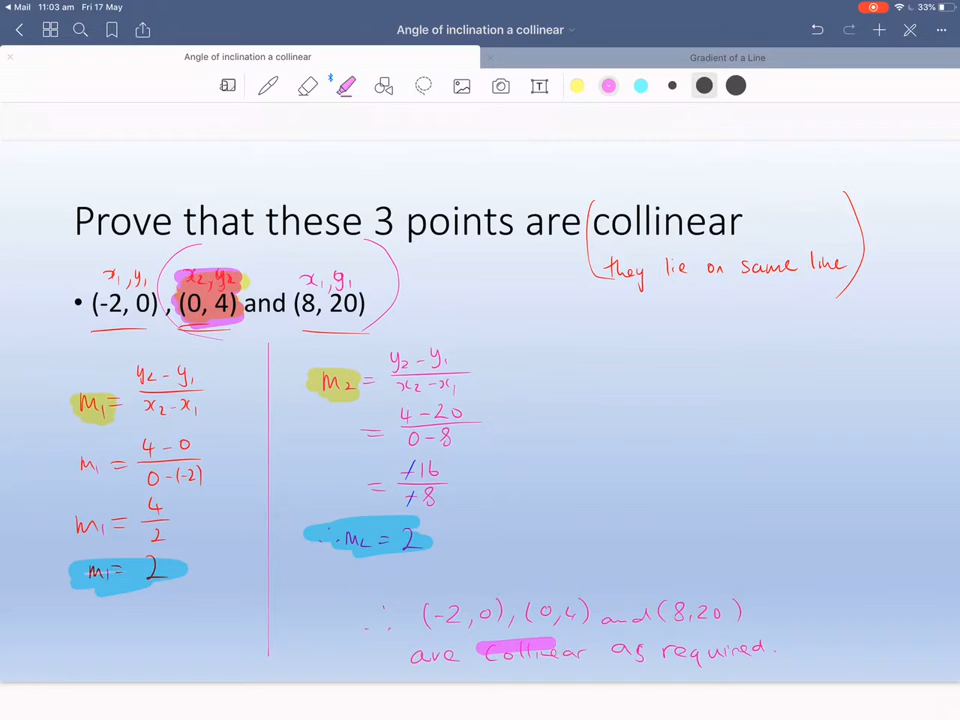 Mail 11:03 am Fri 17 May
33%
Angle of inclination a collinear
Angle of inclination a collinear
Gradient of a Line
T
Prove that these 3 points are collinear
they lie on same line
x₁, y₁ x₂, y₂ x₁, y₁
• (-2, 0) , (0, 4) and (8, 20)
m₁ = y₂ - y₁ / x₂ - x₁
m₁ = 4 - 0 / 0 - (-2)
m₁ = 4 / 2
m₁ = 2
m₂ = y₂ - y₁ / x₂ - x₁
= 4 - 20 / 0 - 8
= -16 / -8
∴ m₂ = 2
∴ (-2, 0), (0, 4) and (8, 20)
are collinear as required.